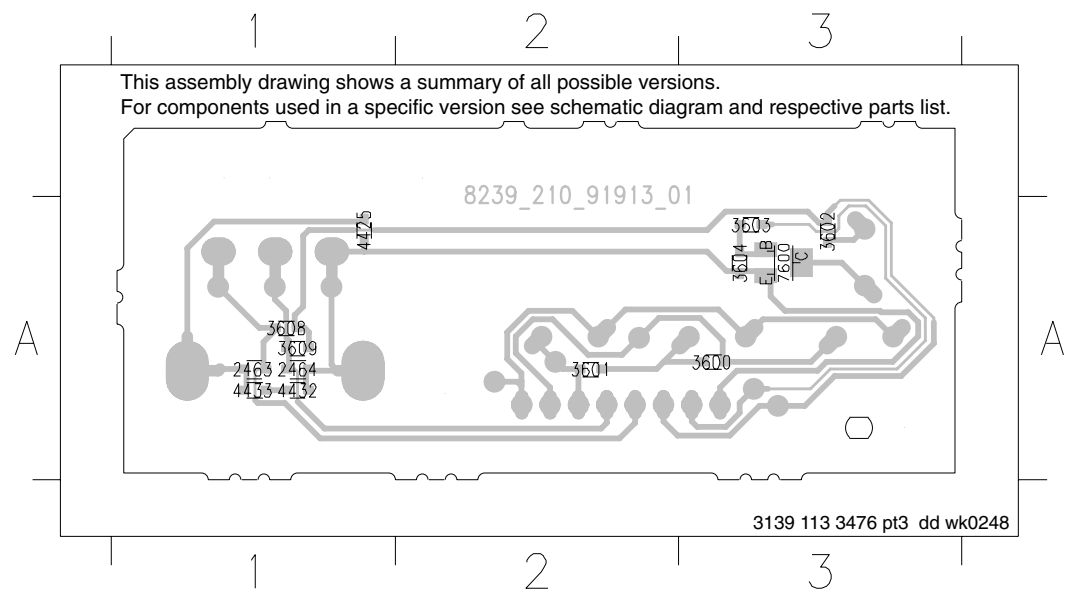 1 2 3
This assembly drawing shows a summary of all possible versions.
For components used in a specific version see schematic diagram and respective parts list.
8239_210_91913_01
4425
3603
3602
3604
B
E
7600
C
A
A
3608
3609
3601
3600
2463 2464
4433 4432
3139 113 3476 pt3 dd wk0248
1 2 3